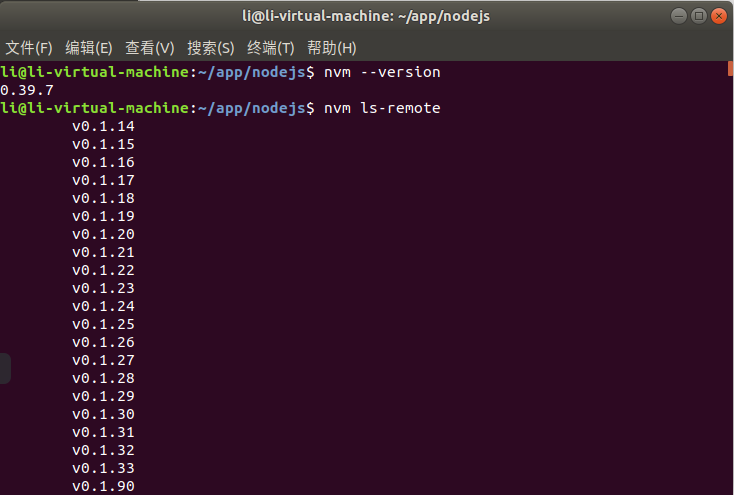 li@li-virtual-machine: ~/app/nodejs
文件(F) 编辑(E) 查看(V) 搜索(S) 终端(T) 帮助(H)
li@li-virtual-machine:~/app/nodejs$ nvm --version
0.39.7
li@li-virtual-machine:~/app/nodejs$ nvm ls-remote
v0.1.14
v0.1.15
v0.1.16
v0.1.17
v0.1.18
v0.1.19
v0.1.20
v0.1.21
v0.1.22
v0.1.23
v0.1.24
v0.1.25
v0.1.26
v0.1.27
v0.1.28
v0.1.29
v0.1.30
v0.1.31
v0.1.32
v0.1.33
v0.1.90